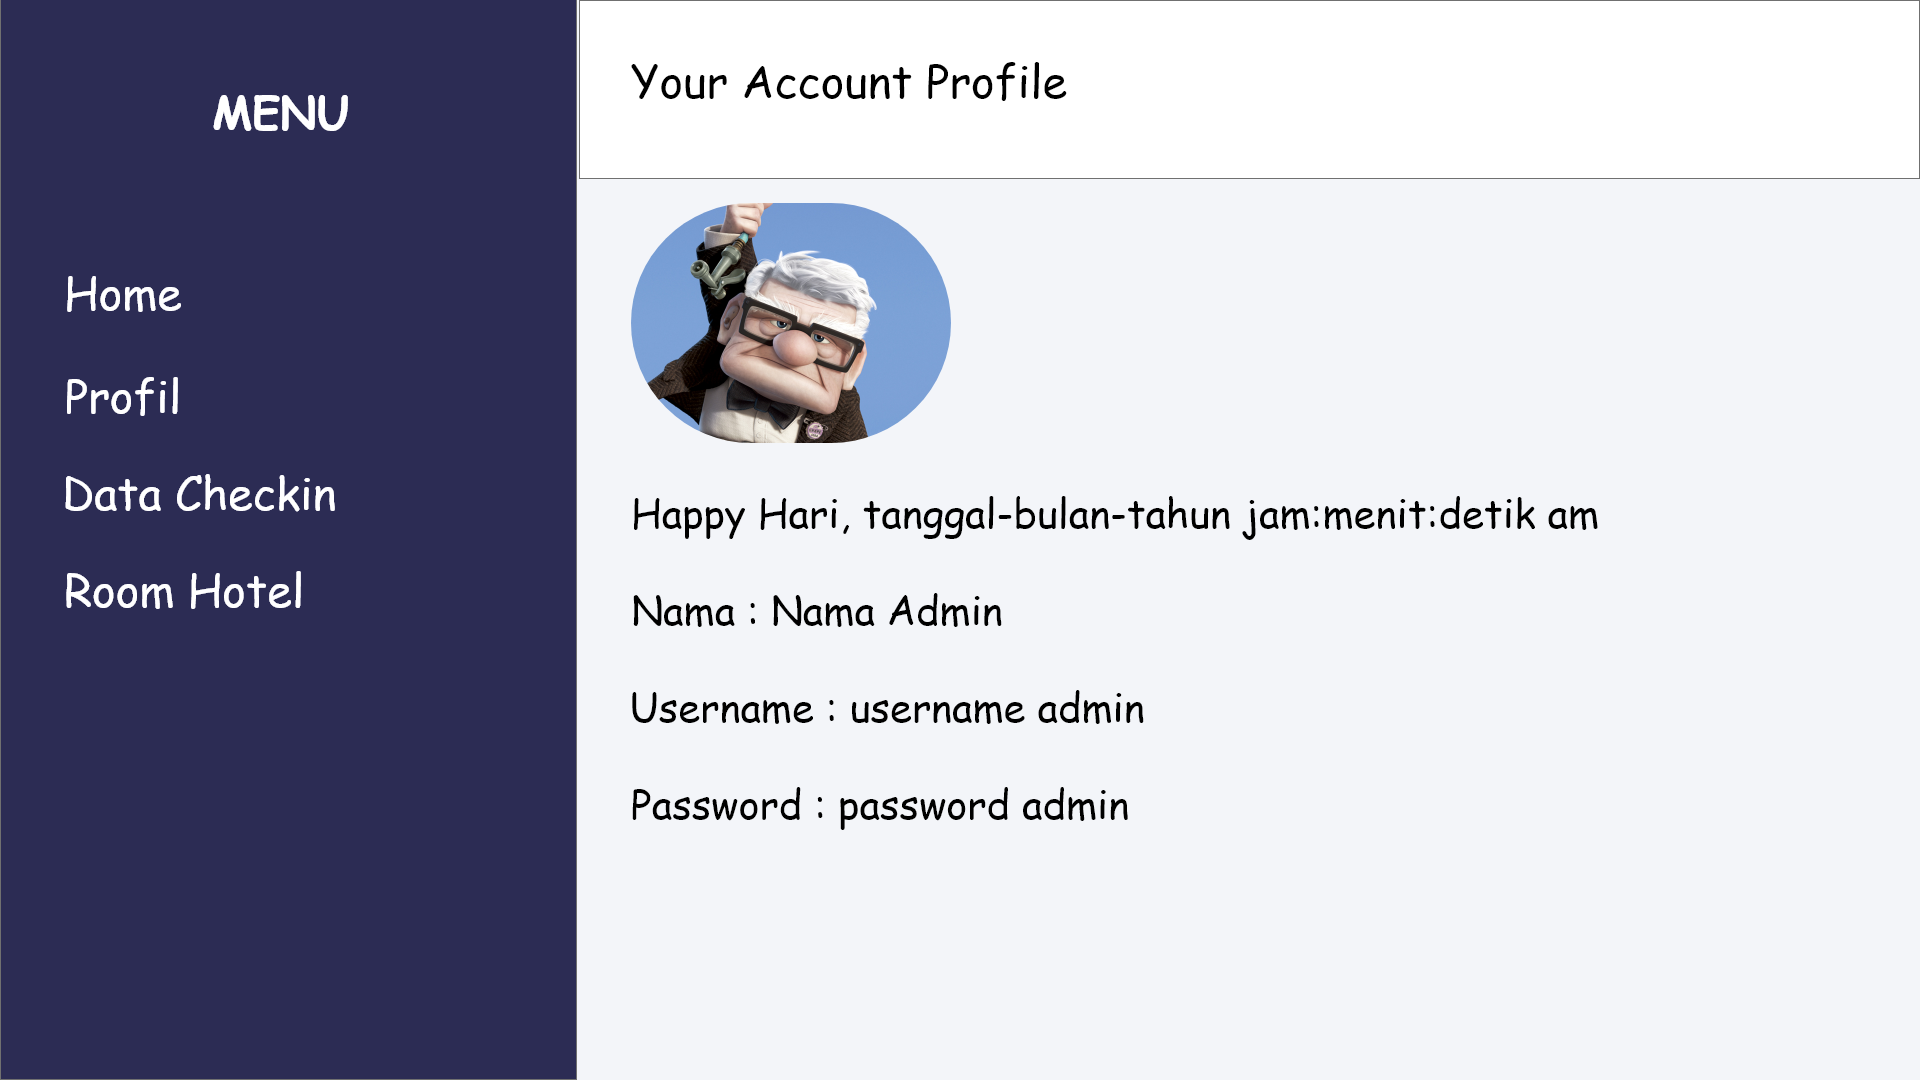 MENU
Home
Profil
Data Checkin
Room Hotel
Your Account Profile
Happy Hari, tanggal-bulan-tahun jam:menit:detik am
Nama : Nama Admin
Username : username admin
Password : password admin